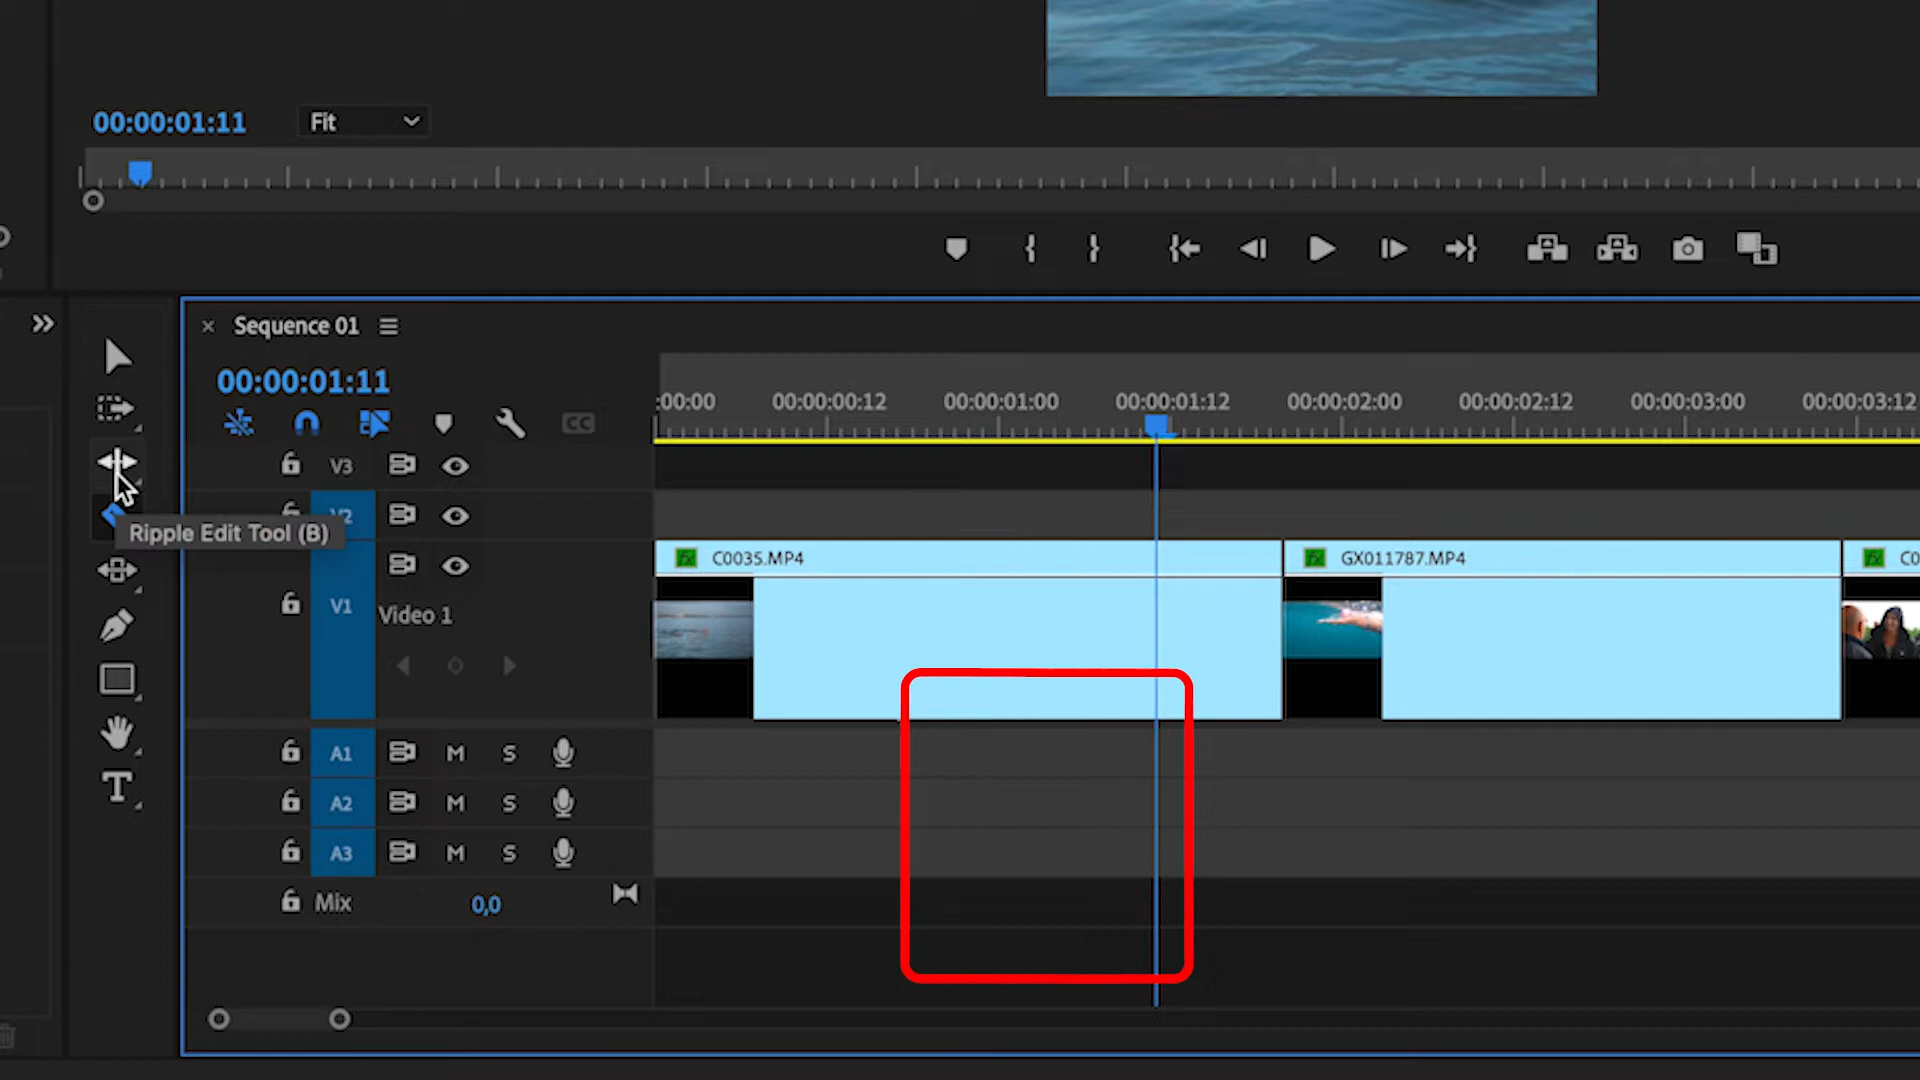 00:00:01:11 Fit
Sequence 01
00:00:01:11
:00:00 00:00:00:12 00:00:01:00 00:00:01:12 00:00:02:00 00:00:02:12 00:00:03:00 00:00:03:12
CC
V3
V2
Ripple Edit Tool (B)
fx C0035.MP4 fx GX011787.MP4 fx C0
V1 Video 1
A1 M S
A2 M S
A3 M S
Mix 0,0
T